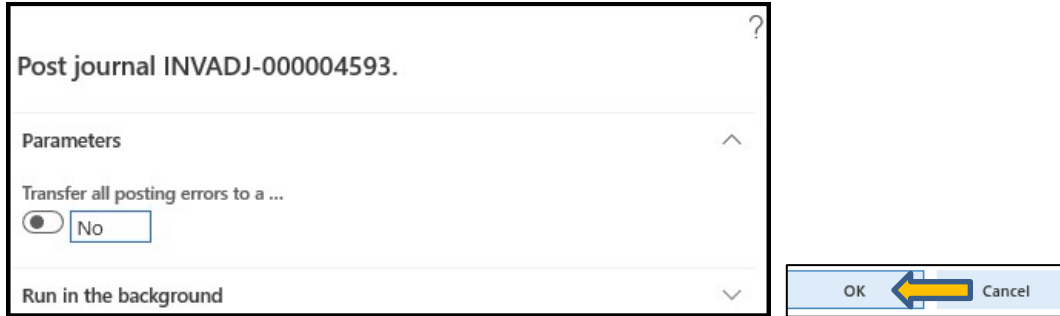 ?
Post journal INVADJ-000004593.
Parameters
Transfer all posting errors to a ...
No
Run in the background
OK Cancel